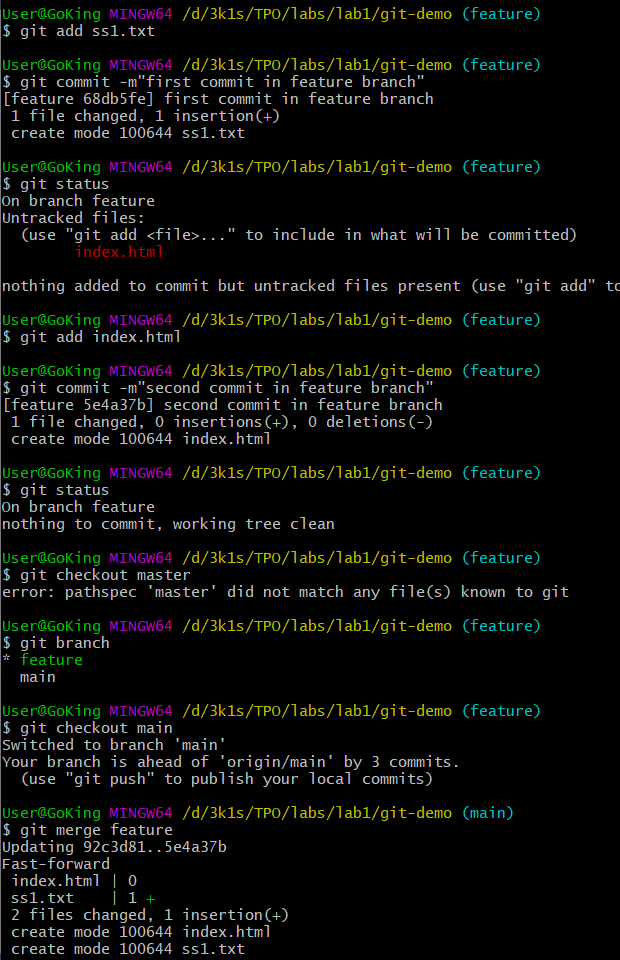 User@GoKing MINGW64 /d/3k1s/TPO/labs/lab1/git-demo (feature)
$ git add ss1.txt
User@GoKing MINGW64 /d/3k1s/TPO/labs/lab1/git-demo (feature)
$ git commit -m"first commit in feature branch"
[feature 68db5fe] first commit in feature branch
 1 file changed, 1 insertion(+)
 create mode 100644 ss1.txt
User@GoKing MINGW64 /d/3k1s/TPO/labs/lab1/git-demo (feature)
$ git status
On branch feature
Untracked files:
  (use "git add <file>..." to include in what will be committed)
        index.html
nothing added to commit but untracked files present (use "git add" to
User@GoKing MINGW64 /d/3k1s/TPO/labs/lab1/git-demo (feature)
$ git add index.html
User@GoKing MINGW64 /d/3k1s/TPO/labs/lab1/git-demo (feature)
$ git commit -m"second commit in feature branch"
[feature 5e4a37b] second commit in feature branch
 1 file changed, 0 insertions(+), 0 deletions(-)
 create mode 100644 index.html
User@GoKing MINGW64 /d/3k1s/TPO/labs/lab1/git-demo (feature)
$ git status
On branch feature
nothing to commit, working tree clean
User@GoKing MINGW64 /d/3k1s/TPO/labs/lab1/git-demo (feature)
$ git checkout master
error: pathspec 'master' did not match any file(s) known to git
User@GoKing MINGW64 /d/3k1s/TPO/labs/lab1/git-demo (feature)
$ git branch
* feature
  main
User@GoKing MINGW64 /d/3k1s/TPO/labs/lab1/git-demo (feature)
$ git checkout main
Switched to branch 'main'
Your branch is ahead of 'origin/main' by 3 commits.
  (use "git push" to publish your local commits)
User@GoKing MINGW64 /d/3k1s/TPO/labs/lab1/git-demo (main)
$ git merge feature
Updating 92c3d81..5e4a37b
Fast-forward
 index.html | 0
 ss1.txt    | 1 +
 2 files changed, 1 insertion(+)
 create mode 100644 index.html
 create mode 100644 ss1.txt